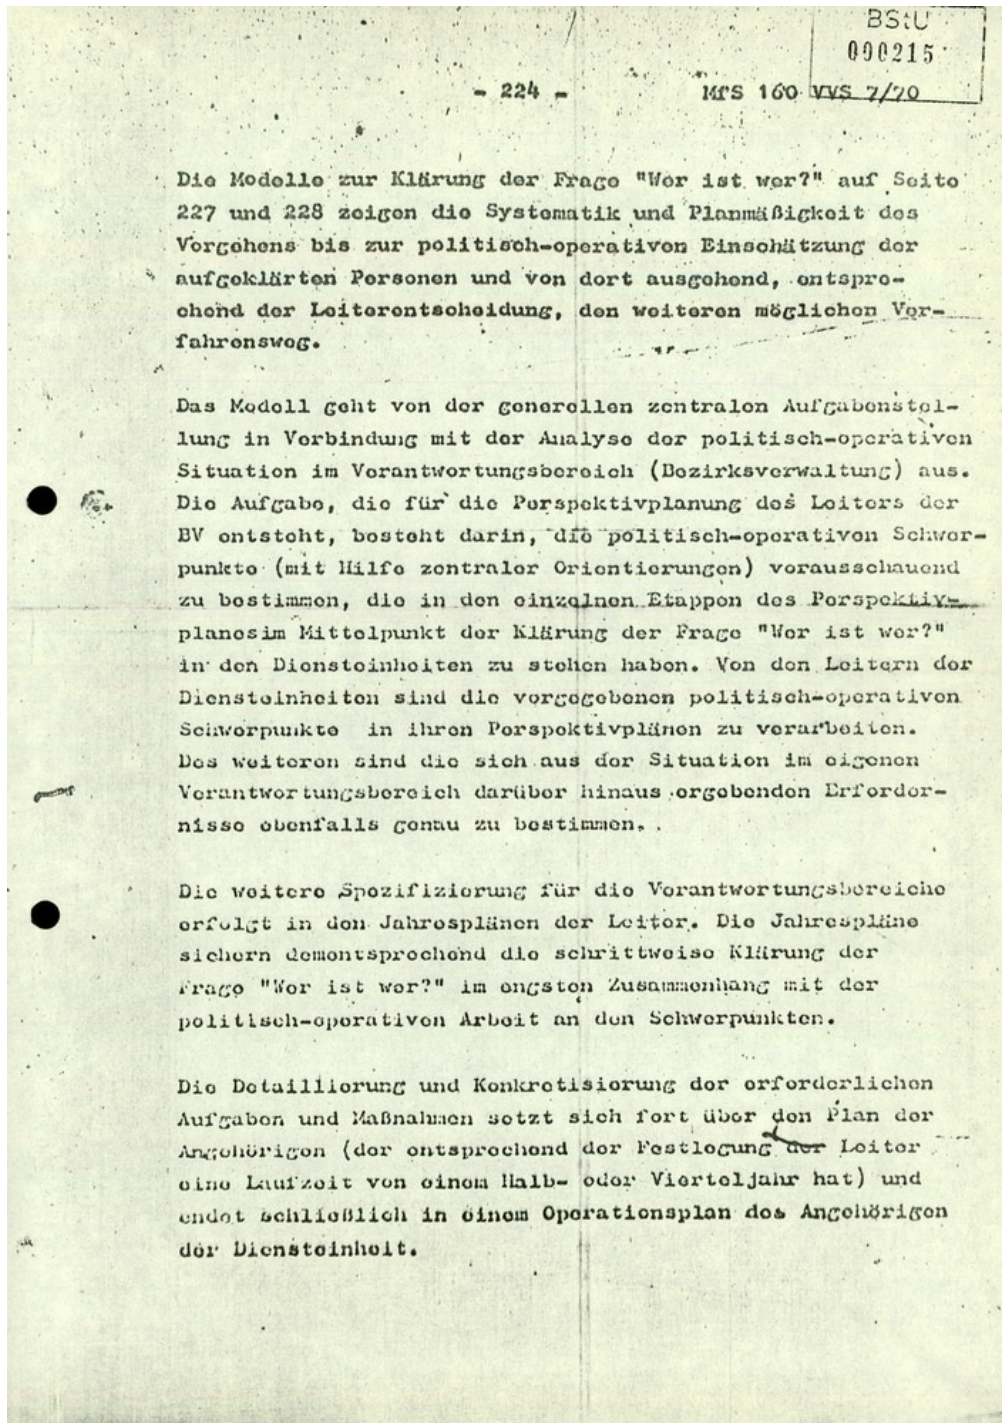 BStU
000215
- 224 -
MfS 160 VVS 7/70
Die Modelle zur Klärung der Frage "Wer ist wer?" auf Seite
227 und 228 zeigen die Systematik und Planmäßigkeit des
Vorgehens bis zur politisch-operativen Einschätzung der
aufgeklärten Personen und von dort ausgehend, entspre-
chend der Leiterentscheidung, den weiteren möglichen Ver-
fahrensweg.
Das Modell geht von der generellen zentralen Aufgabenstel-
lung in Verbindung mit der Analyse der politisch-operativen
Situation im Verantwortungsbereich (Bezirksverwaltung) aus.
Die Aufgabe, die für die Perspektivplanung des Leiters der
BV entsteht, besteht darin, die politisch-operativen Schwer-
punkte (mit Hilfe zentraler Orientierungen) vorausschauend
zu bestimmen, die in den einzelnen Etappen des Perspektiv-
planesim Mittelpunkt der Klärung der Frage "Wer ist wer?"
in den Diensteinheiten zu stehen haben. Von den Leitern der
Diensteinheiten sind die vorgegebenen politisch-operativen
Schwerpunkte in ihren Perspektivplänen zu verarbeiten.
Des weiteren sind die sich aus der Situation im eigenen
Verantwortungsbereich darüber hinaus ergebenden Erforder-
nisse ebenfalls genau zu bestimmen.
Die weitere Spezifizierung für die Verantwortungsbereiche
erfolgt in den Jahresplänen der Leiter. Die Jahrespläne
sichern dementsprechend die schrittweise Klärung der
Frage "Wer ist wer?" im engsten Zusammenhang mit der
politisch-operativen Arbeit an den Schwerpunkten.
Die Detaillierung und Konkretisierung der erforderlichen
Aufgaben und Maßnahmen setzt sich fort über den Plan der
Angehörigen (der entsprechend der Festlegung der Leiter
eine Laufzeit von einem Halb- oder Vierteljahr hat) und
endet schließlich in einem Operationsplan des Angehörigen
der Diensteinheit.